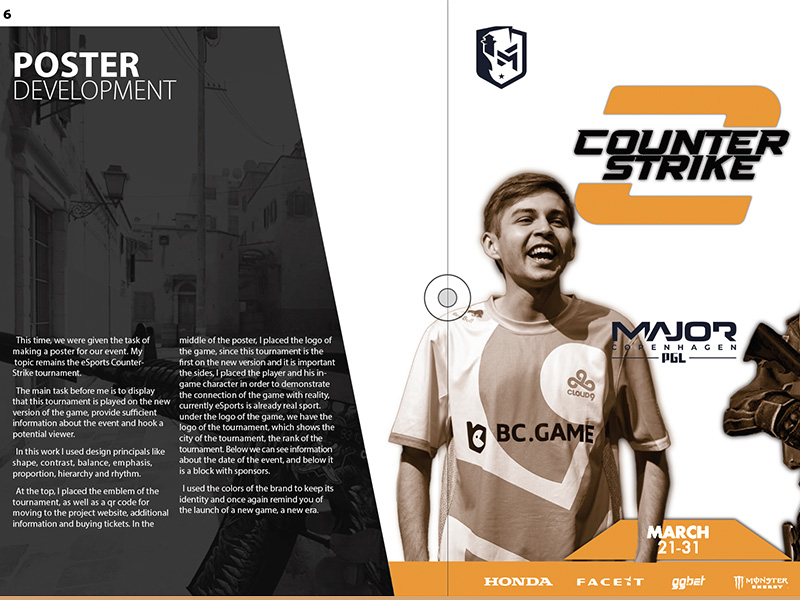 6
POSTER
DEVELOPMENT
This time, we were given the task of
making a poster for our event. My
topic remains the eSports Counter-
Strike tournament.
The main task before me is to display
that this tournament is played on the new
version of the game, provide sufficient
information about the event and hook a
potential viewer.
In this work I used design principals like
shape, contrast, balance, emphasis,
proportion, hierarchy and rhythm.
At the top, I placed the emblem of the
tournament, as well as a qr code for
moving to the project website, additional
information and buying tickets. In the
middle of the poster, I placed the logo of
the game, since this tournament is the
first on the new version and it is important
the sides, I placed the player and his in-
game character in order to demonstrate
the connection of the game with reality,
currently eSports is already real sport.
under the logo of the game, we have the
logo of the tournament, which shows the
city of the tournament, the rank of the
tournament. Below we can see information
about the date of the event, and below it
is a block with sponsors.
I used the colors of the brand to keep its
identity and once again remind you of
the launch of a new game, a new era.
COUNTER
STRIKE
2
MAJOR
COPENHAGEN
PGL
CLOUD9
BC.GAME
MARCH
21-31
HONDA FACEIT ggbet MONSTER
ENERGY